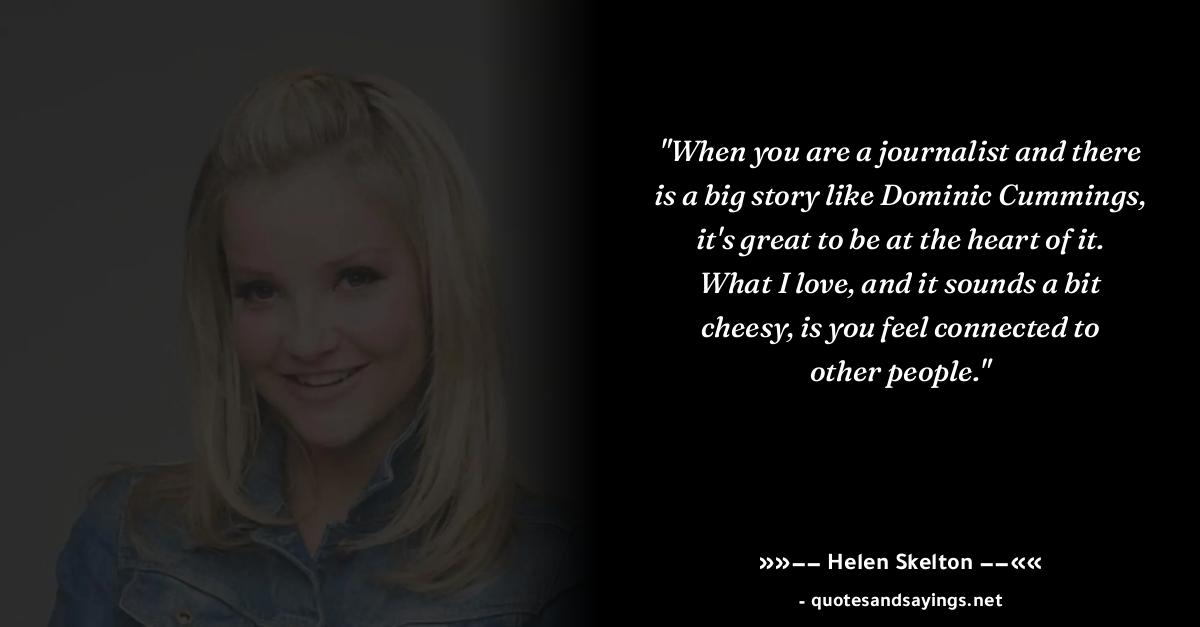 "When you are a journalist and there
is a big story like Dominic Cummings,
it's great to be at the heart of it.
What I love, and it sounds a bit
cheesy, is you feel connected to
other people."
»»–– Helen Skelton ––««
- quotesandsayings.net